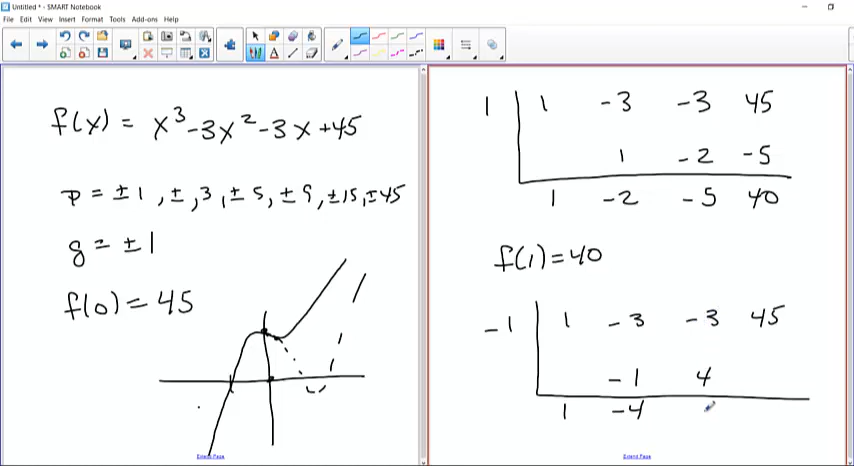 Untitled * - SMART Notebook
File Edit View Insert Format Tools Add-ons Help
f(x) = x³-3x²-3x+45
p = ±1, ±, 3, ±5, ±9, ±15, ±45
q = ±1
f(0) = 45
Extend Page
1 | 1 -3 -3 45
1 -2 -5
1 -2 -5 40
f(1)=40
-1 | 1 -3 -3 45
-1 4
1 -4
Extend Page